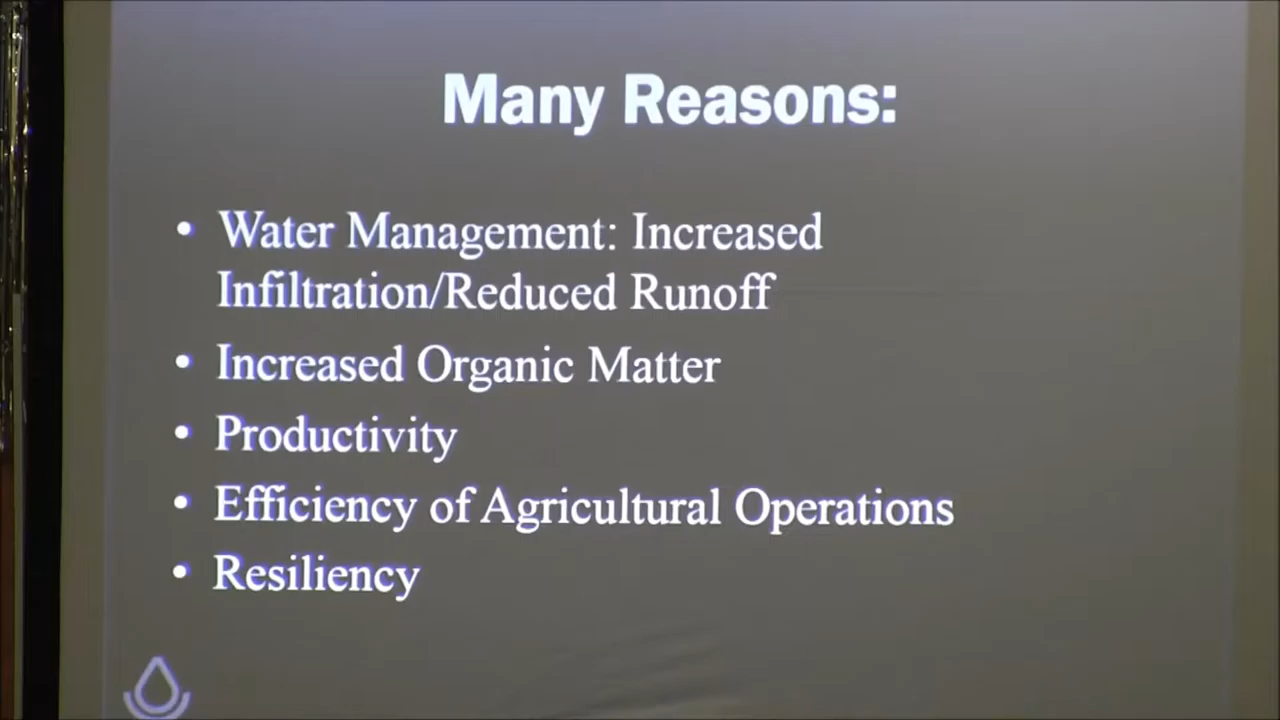 Many Reasons:
• Water Management: Increased
Infiltration/Reduced Runoff
• Increased Organic Matter
• Productivity
• Efficiency of Agricultural Operations
• Resiliency